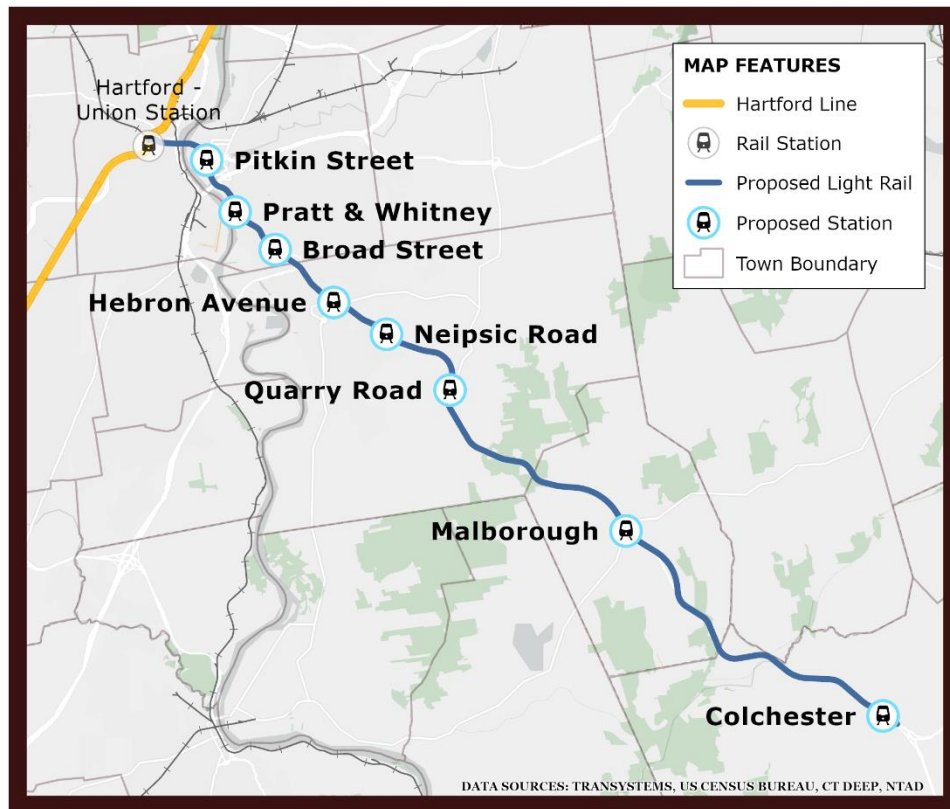 Hartford -
Union Station
Pitkin Street
Pratt & Whitney
Broad Street
Hebron Avenue
Neipsic Road
Quarry Road
Malborough
Colchester
MAP FEATURES
Hartford Line
Rail Station
Proposed Light Rail
Proposed Station
Town Boundary
DATA SOURCES: TRANSYSTEMS, US CENSUS BUREAU, CT DEEP, NTAD